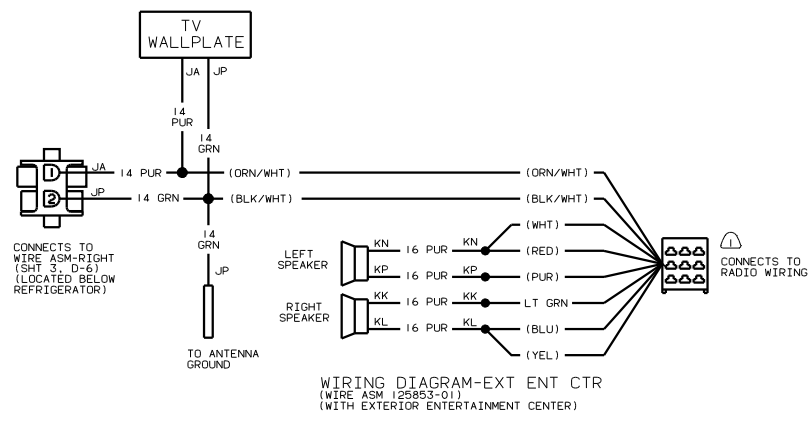 TV
WALLPLATE
JA
JP
14
PUR
14
GRN
1
JA
14 PUR
(ORN/WHT)
(ORN/WHT)
2
JP
14 GRN
(BLK/WHT)
(BLK/WHT)
14
GRN
JP
CONNECTS TO
WIRE ASM-RIGHT
(SHT 3, D-6)
(LOCATED BELOW
REFRIGERATOR)
TO ANTENNA
GROUND
LEFT
SPEAKER
KN
16 PUR
KN
(WHT)
(RED)
KP
16 PUR
KP
(PUR)
RIGHT
SPEAKER
KK
16 PUR
KK
LT GRN
KL
16 PUR
KL
(BLU)
(YEL)
1
CONNECTS TO
RADIO WIRING
WIRING DIAGRAM-EXT ENT CTR
(WIRE ASM 125853-01)
(WITH EXTERIOR ENTERTAINMENT CENTER)